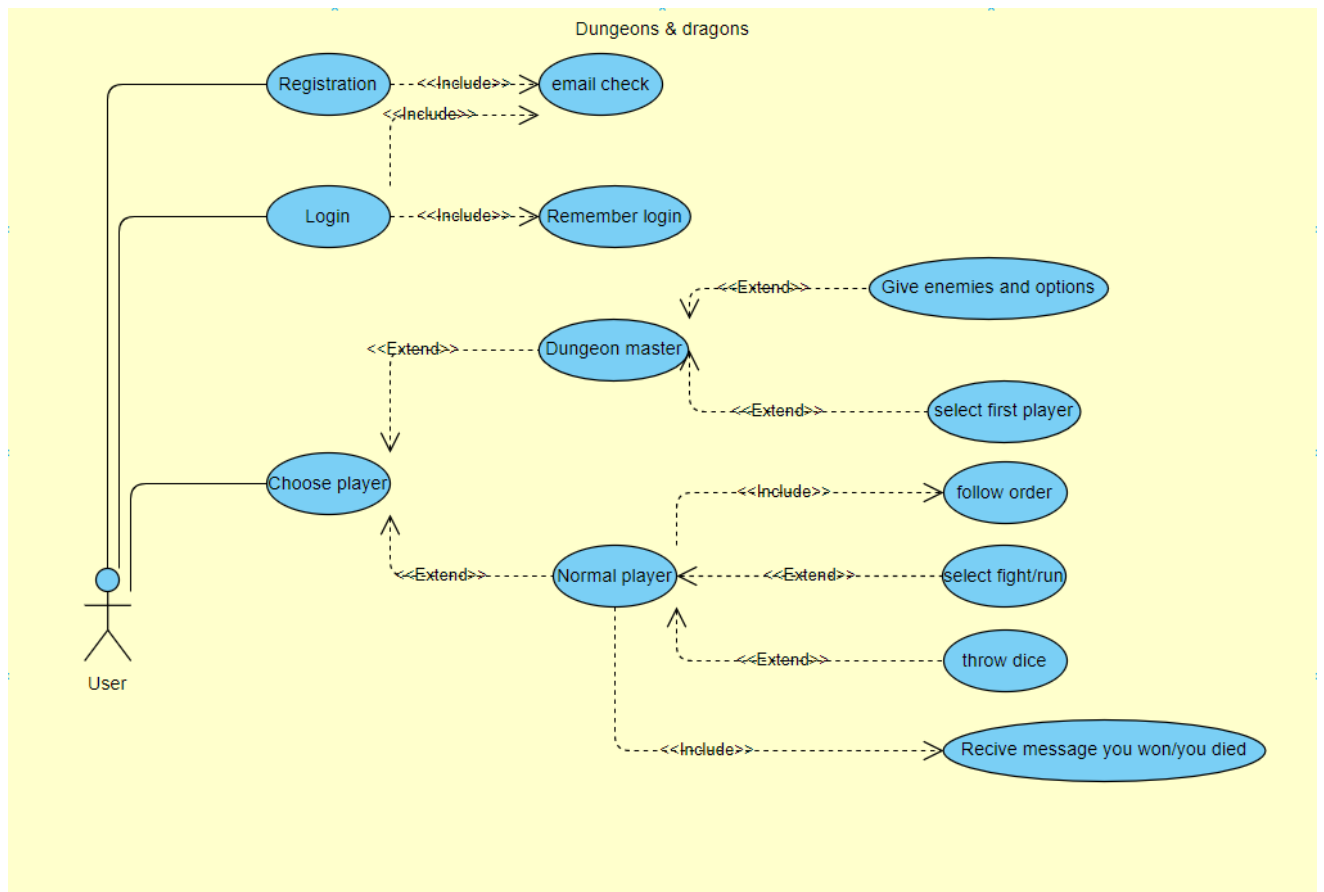 Dungeons & dragons
Registration
<<Include>>
email check
<<Include>>
Login
<<Include>>
Remember login
<<Extend>>
Give enemies and options
<<Extend>>
Dungeon master
<<Extend>>
select first player
Choose player
<<Include>>
follow order
<<Extend>>
Normal player
<<Extend>>
select fight/run
<<Extend>>
throw dice
User
<<Include>>
Recive message you won/you died